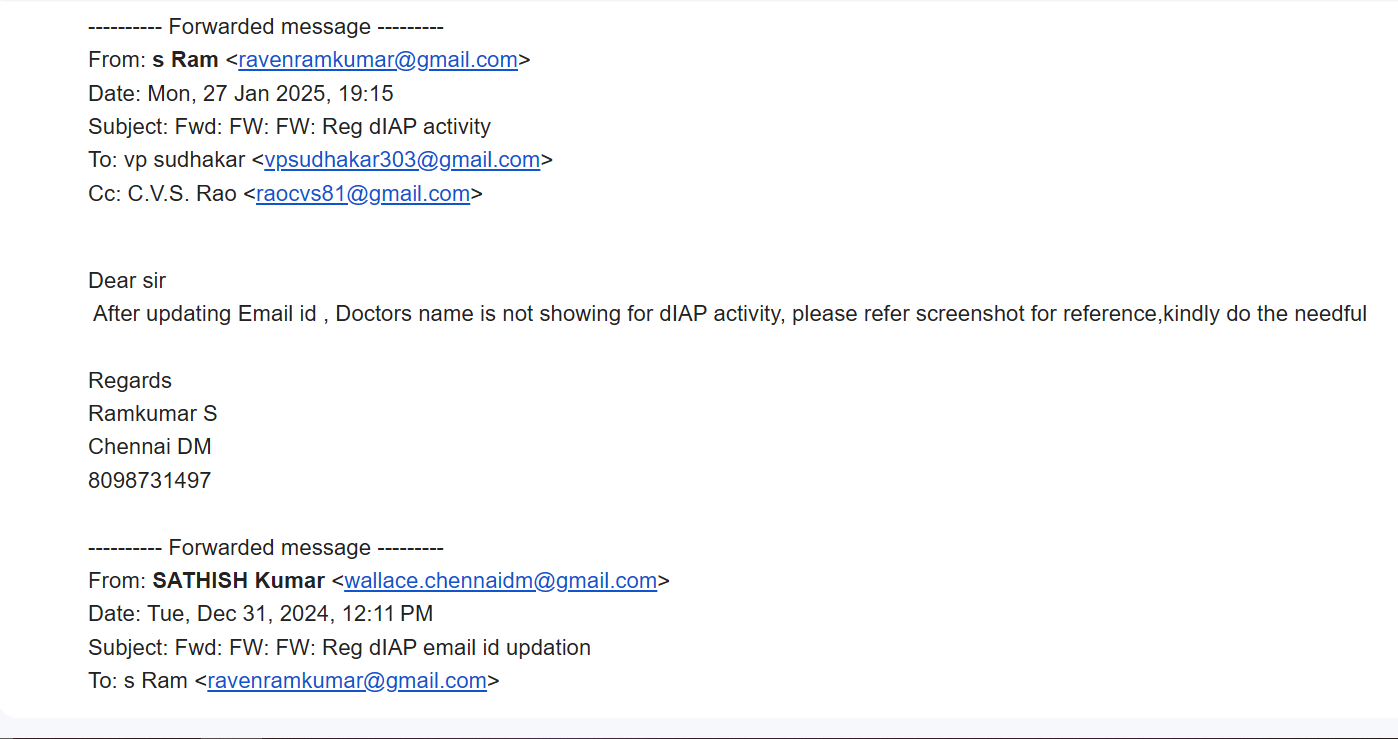 ---------- Forwarded message ---------
From: s Ram <ravenramkumar@gmail.com>
Date: Mon, 27 Jan 2025, 19:15
Subject: Fwd: FW: FW: Reg dIAP activity
To: vp sudhakar <vpsudhakar303@gmail.com>
Cc: C.V.S. Rao <raocvs81@gmail.com>
Dear sir
After updating Email id , Doctors name is not showing for dIAP activity, please refer screenshot for reference,kindly do the needful
Regards
Ramkumar S
Chennai DM
8098731497
---------- Forwarded message ---------
From: SATHISH Kumar <wallace.chennaidm@gmail.com>
Date: Tue, Dec 31, 2024, 12:11 PM
Subject: Fwd: FW: FW: Reg dIAP email id updation
To: s Ram <ravenramkumar@gmail.com>